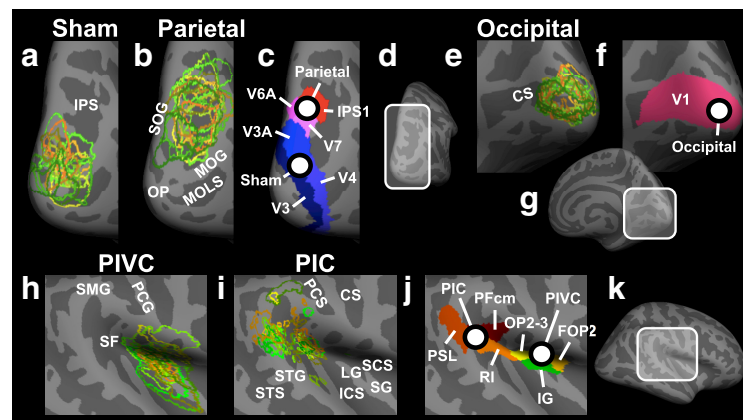 Sham Parietal Occipital
a b c d e f
IPS
SOG
MOG
MOLS
OP
Parietal
V6A
IPS1
V3A
V7
Sham
V4
V3
CS
V1
Occipital
g
PIVC PIC
h i j k
SMG
PCG
SF
PCS
CS
STG
STS
LG
ICS
SCS
SG
PIC
PFcm
PIVC
OP2-3
FOP2
PSL
RI
IG